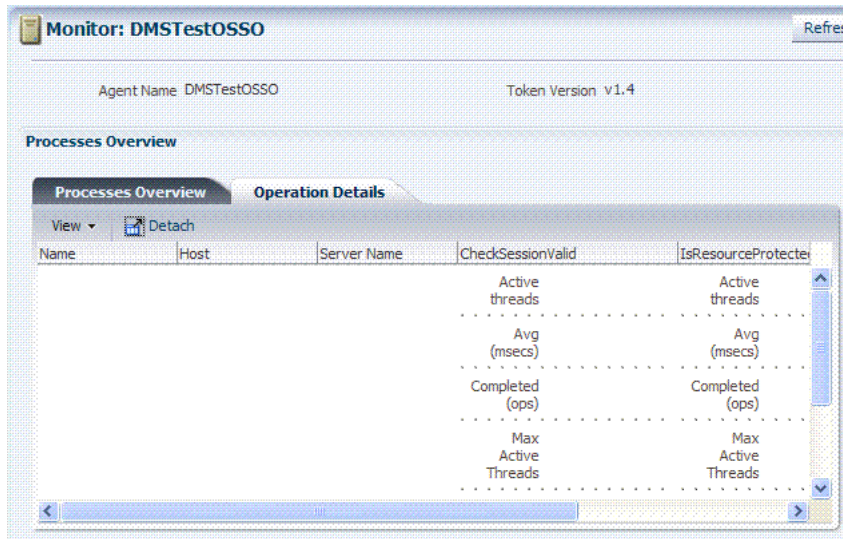 Monitor: DMSTestOSSO
Refres
Agent Name DMSTestOSSO
Token Version v1.4
Processes Overview
Processes Overview
Operation Details
View
Detach
Name
Host
Server Name
CheckSessionValid
IsResourceProtected
Active
threads
Active
threads
Avg
(msecs)
Avg
(msecs)
Completed
(ops)
Completed
(ops)
Max
Active
Threads
Max
Active
Threads